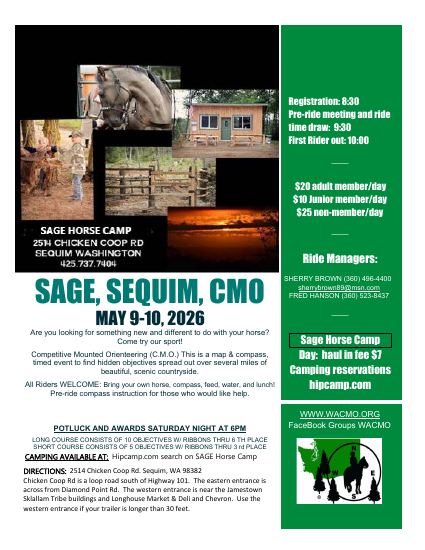 SAGE HORSE CAMP
2514 CHICKEN COOP RD
SEQUIM WASHINGTON
425.737.7404
SAGE, SEQUIM, CMO
MAY 9-10, 2026
Are you looking for something new and different to do with your horse?
Come try our sport!
Competitive Mounted Orienteering (C.M.O.) This is a map & compass,
timed event to find hidden objectives spread out over several miles of
beautiful, scenic countryside.
All Riders WELCOME: Bring your own horse, compass, feed, water, and lunch!
Pre-ride compass instruction for those who would like help.
POTLUCK AND AWARDS SATURDAY NIGHT AT 6PM
LONG COURSE CONSISTS OF 10 OBJECTIVES W/ RIBBONS THRU 6 TH PLACE
SHORT COURSE CONSISTS OF 5 OBJECTIVES W/ RIBBONS THRU 3 rd PLACE
CAMPING AVAILABLE AT: Hipcamp.com search on SAGE Horse Camp
DIRECTIONS: 2514 Chicken Coop Rd. Sequim, WA 98382
Chicken Coop Rd is a loop road south of Highway 101. The eastern entrance is
across from Diamond Point Rd. The western entrance is near the Jamestown
Sklallam Tribe buildings and Longhouse Market & Deli and Chevron. Use the
western entrance if your trailer is longer than 30 feet.
Registration: 8:30
Pre-ride meeting and ride
time draw: 9:30
First Rider out: 10:00
$20 adult member/day
$10 Junior member/day
$25 non-member/day
Ride Managers:
SHERRY BROWN (360) 496-4400
sherrybrown89@msn.com
FRED HANSON (360) 523-8437
Sage Horse Camp
Day: haul in fee $7
Camping reservations
hipcamp.com
WWW.WACMO.ORG
FaceBook Groups WACMO
N
W
E
S